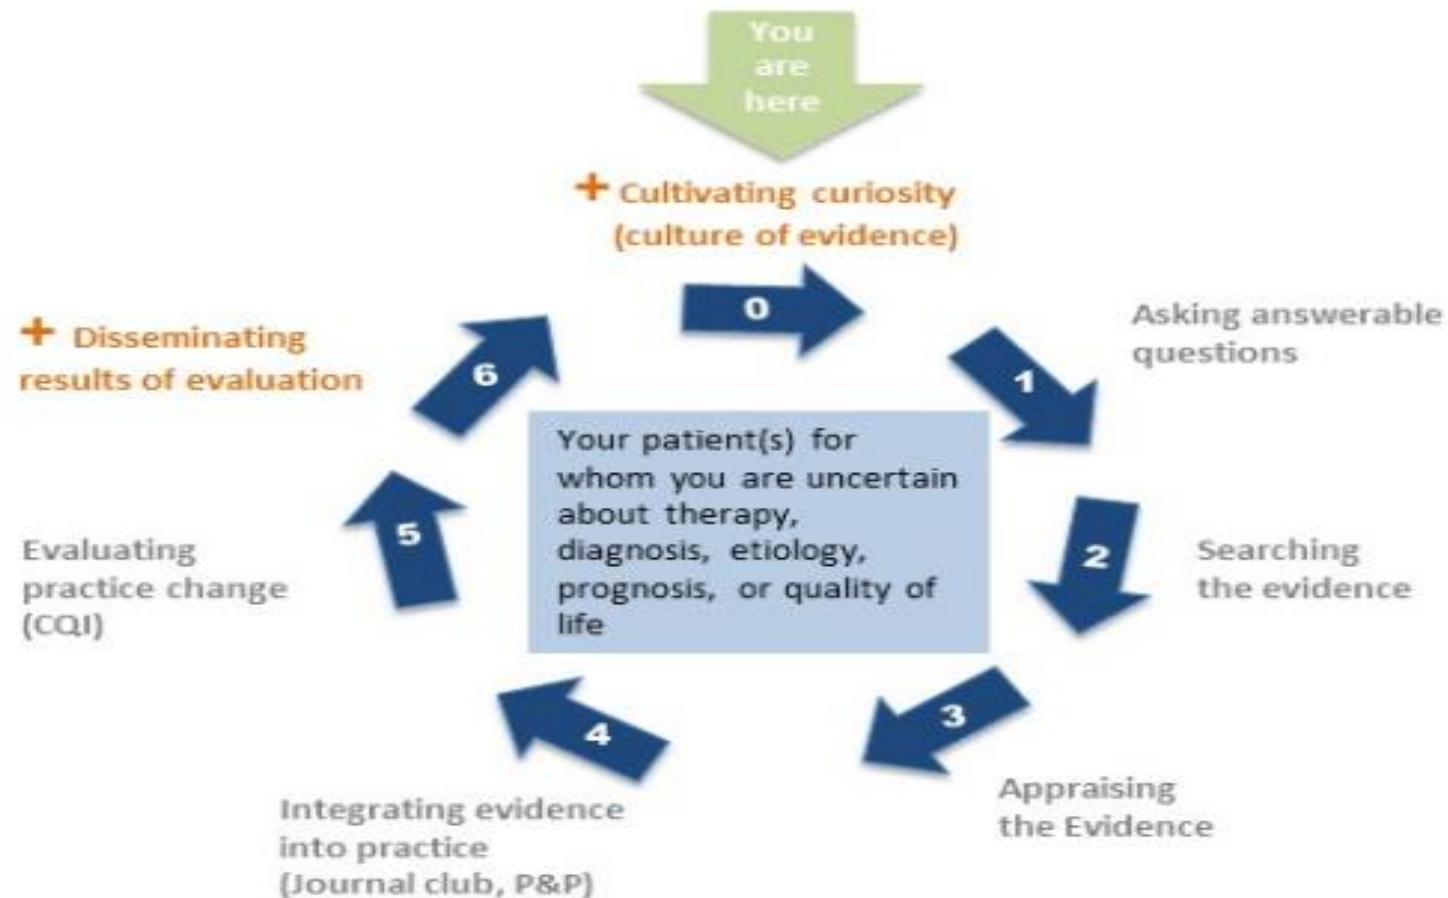 You
are
here
+ Cultivating curiosity
(culture of evidence)
0
1
Asking answerable
questions
2
Searching
the evidence
3
Appraising
the Evidence
4
Integrating evidence
into practice
(Journal club, P&P)
5
Evaluating
practice change
(CQI)
6
+ Disseminating
results of evaluation
Your patient(s) for
whom you are uncertain
about therapy,
diagnosis, etiology,
prognosis, or quality of
life